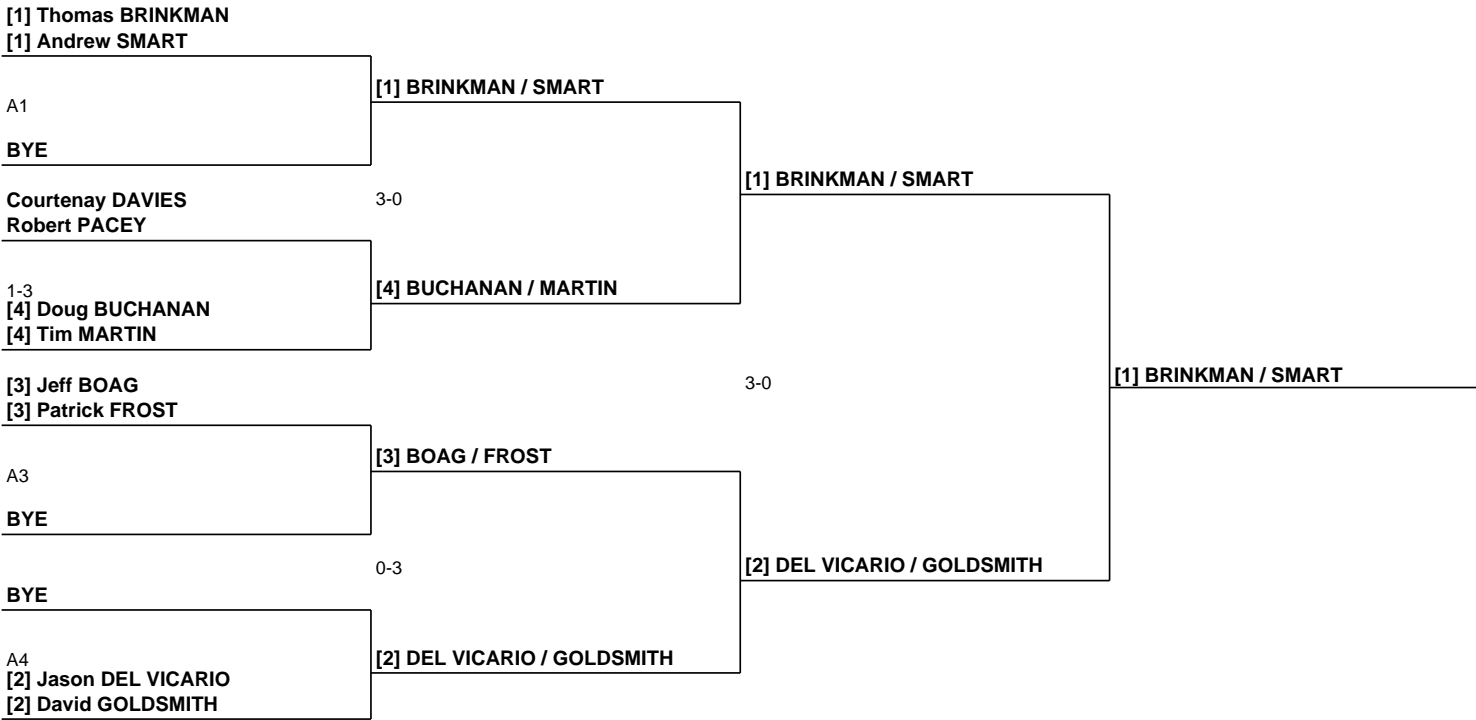 [1] Thomas BRINKMAN
[1] Andrew SMART
A1
BYE
Courtenay DAVIES
Robert PACEY
1-3
[4] Doug BUCHANAN
[4] Tim MARTIN
[3] Jeff BOAG
[3] Patrick FROST
A3
BYE
BYE
A4
[2] Jason DEL VICARIO
[2] David GOLDSMITH
[1] BRINKMAN / SMART
3-0
[4] BUCHANAN / MARTIN
[3] BOAG / FROST
0-3
[2] DEL VICARIO / GOLDSMITH
[1] BRINKMAN / SMART
3-0
[2] DEL VICARIO / GOLDSMITH
[1] BRINKMAN / SMART